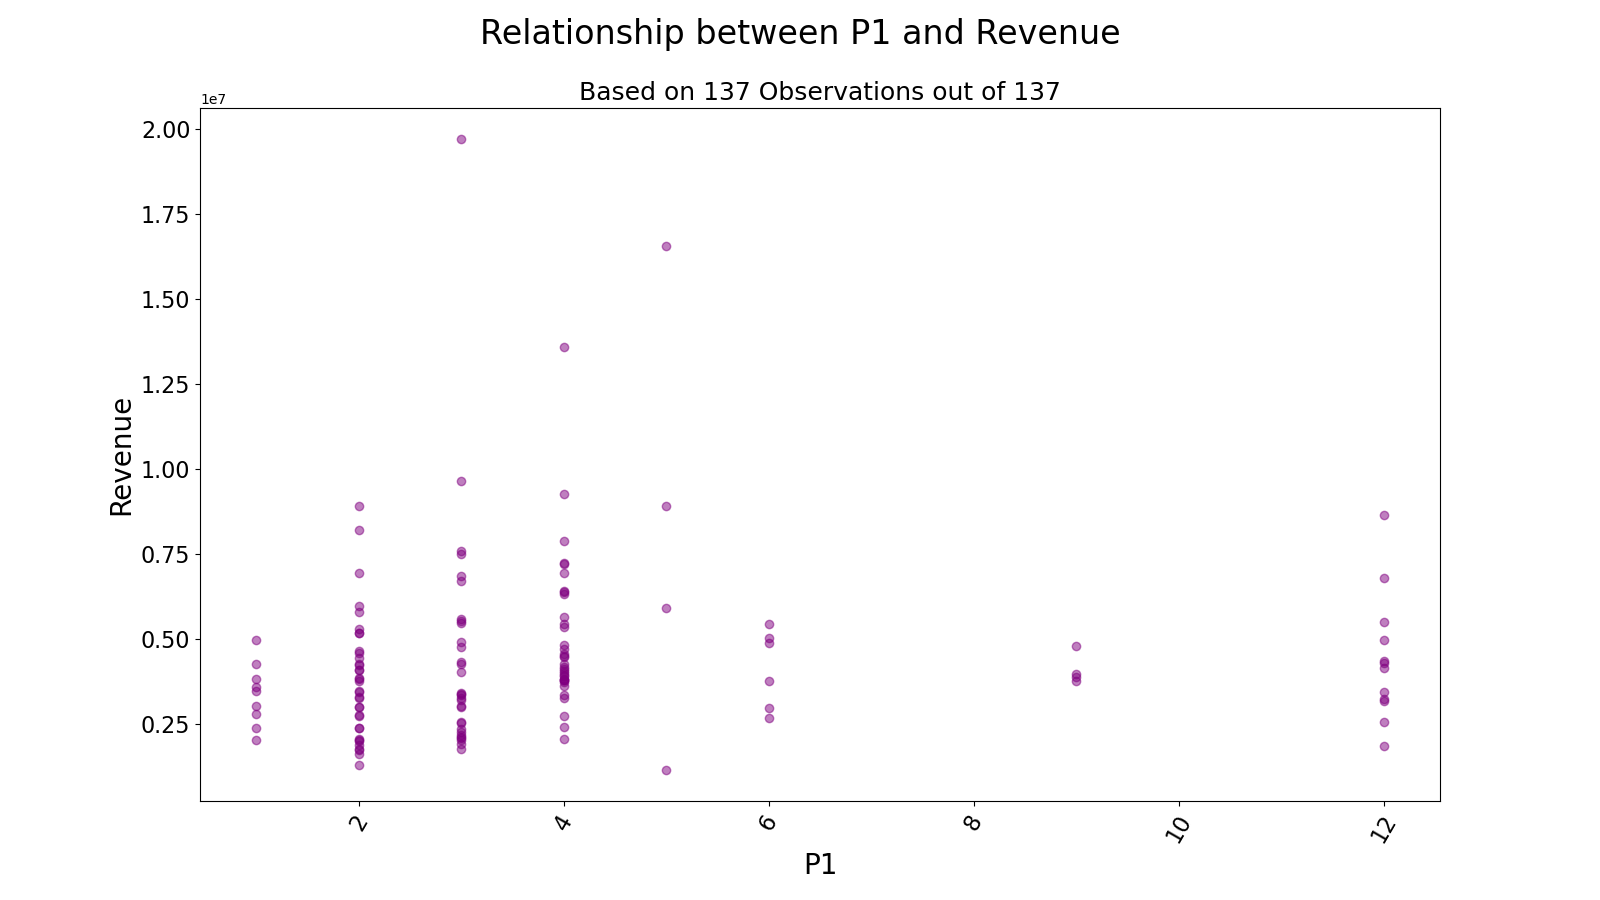 Relationship between P1 and Revenue
Based on 137 Observations out of 137
1e7
2.00
1.75
1.50
1.25
1.00
0.75
0.50
0.25
Revenue
2 4 6 8 10 12
P1